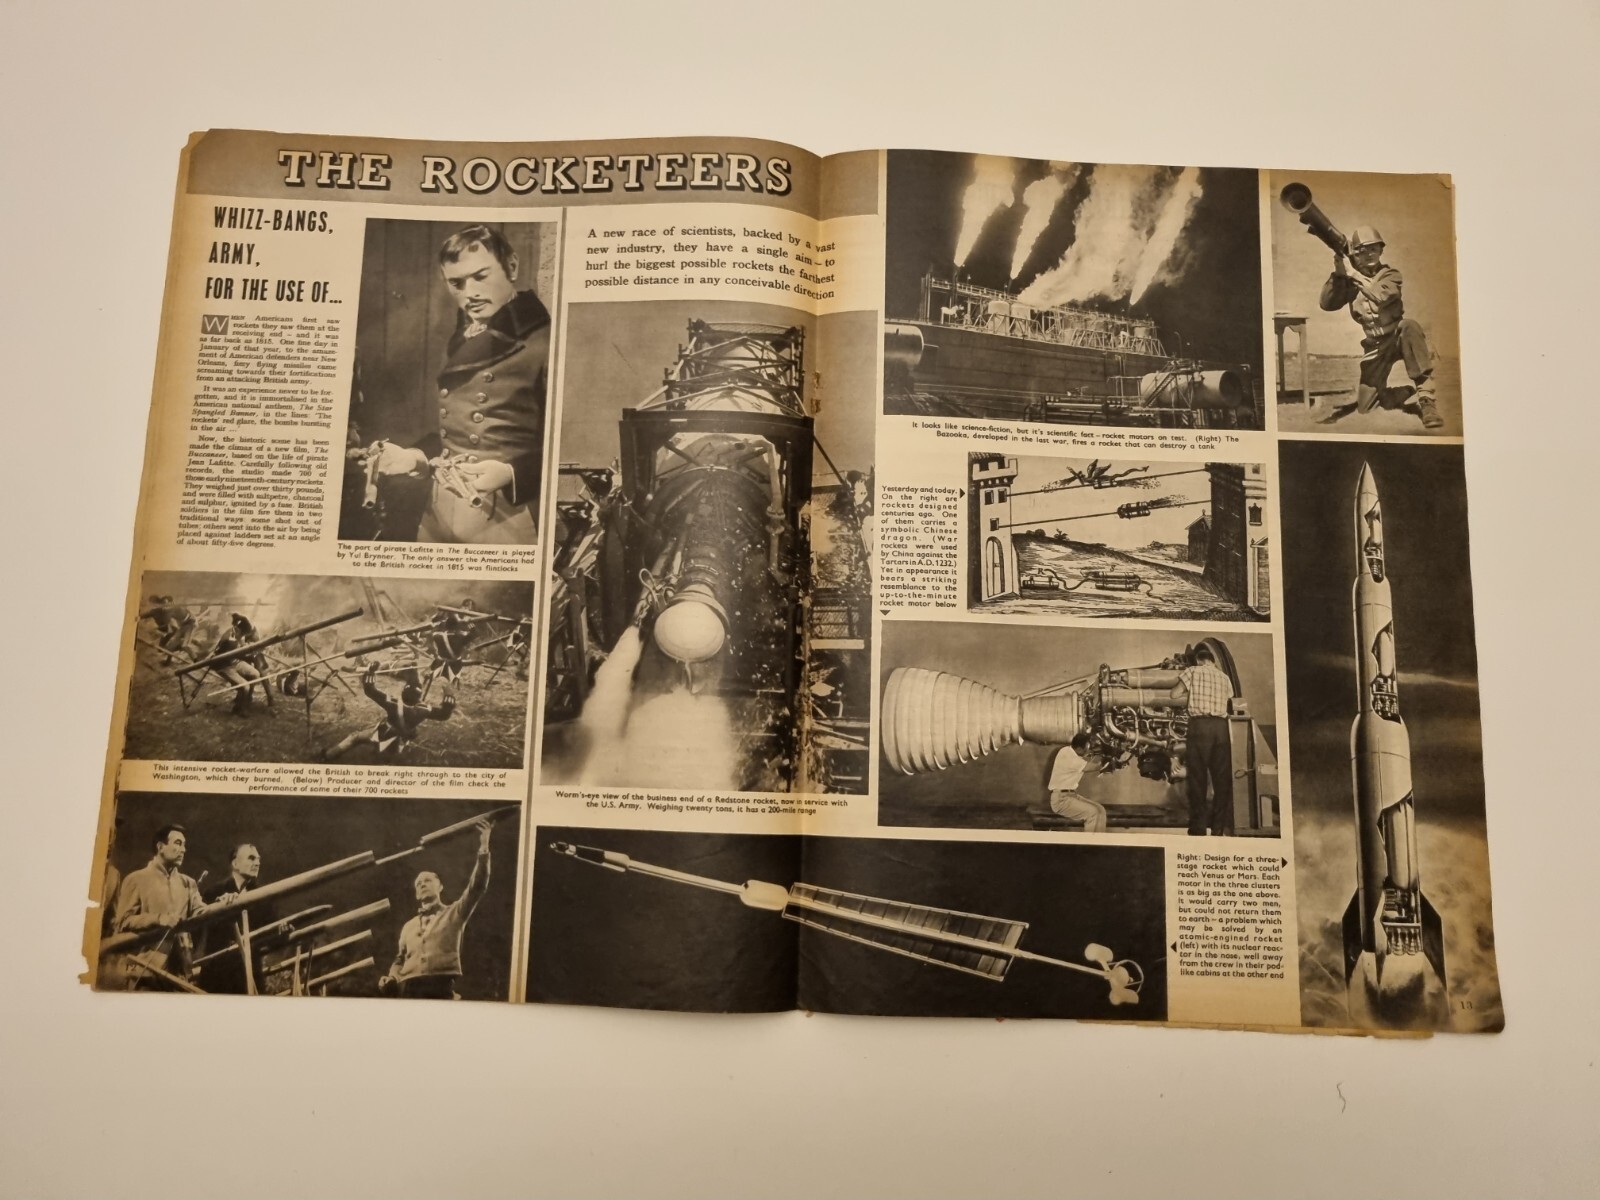 THE ROCKETEERS
WHIZZ-BANGS,
ARMY,
FOR THE USE OF...
WHEN Americans first saw
rockets they saw them at the
receiving end – and it was
as far back as 1815. One fine day in
January of that year, to the amaze-
ment of American defenders near New
Orleans, fiery flying missiles came
screaming towards their fortifications
from an attacking British army.
It was an experience never to be for-
gotten, and it is immortalised in the
American national anthem, The Star
Spangled Banner, in the lines: 'The
rockets' red glare, the bombs bursting
in the air ...'
Now, the historic scene has been
made the climax of a new film, The
Buccaneer, based on the life of pirate
Jean Lafitte. Carefully following old
records, the studio made 700 of
those early nineteenth-century rockets.
They weighed just over thirty pounds,
and were filled with saltpetre, charcoal
and sulphur, ignited by a fuse. British
soldiers in the film fire them in two
traditional ways: some shot out of
tubes; others sent into the air by being
placed against ladders set at an angle
of about fifty-five degrees.
The part of pirate Lafitte in The Buccaneer is played
by Yul Brynner. The only answer the Americans had
to the British rocket in 1815 was flintlocks
This intensive rocket-warfare allowed the British to break right through to the city of
Washington, which they burned. (Below) Producer and director of the film check the
performance of some of their 700 rockets
A new race of scientists, backed by a vast
new industry, they have a single aim – to
hurl the biggest possible rockets the farthest
possible distance in any conceivable direction
Worm's-eye view of the business end of a Redstone rocket, now in service with
the U.S. Army. Weighing twenty tons, it has a 200-mile range
It looks like science-fiction, but it's scientific fact – rocket motors on test. (Right) The
Bazooka, developed in the last war, fires a rocket that can destroy a tank
Yesterday and today.
On the right are
rockets designed
centuries ago. One
of them carries a
symbolic Chinese
dragon. (War
rockets were used
by China against the
Tartars in A.D. 1232.)
Yet in appearance it
bears a striking
resemblance to the
up-to-the-minute
rocket motor below
Right: Design for a three-
stage rocket which could
reach Venus or Mars. Each
motor in the three clusters
is as big as the one above.
It would carry two men,
but could not return them
to earth – a problem which
may be solved by an
atomic-engined rocket
(left) with its nuclear reac-
tor in the nose, well away
from the crew in their pod-
like cabins at the other end